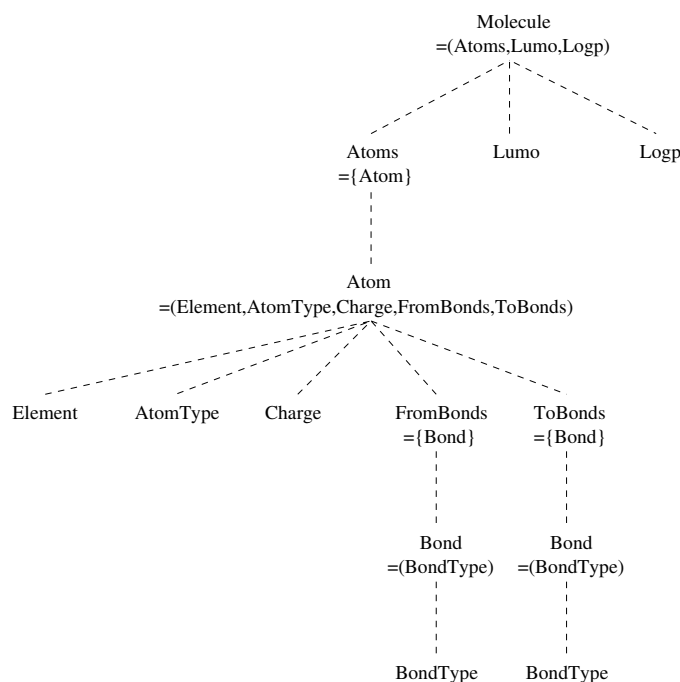 Molecule
=(Atoms,Lumo,Logp)
Atoms Lumo Logp
={Atom}
Atom
=(Element,AtomType,Charge,FromBonds,ToBonds)
Element AtomType Charge FromBonds ToBonds
={Bond} ={Bond}
Bond Bond
=(BondType) =(BondType)
BondType BondType